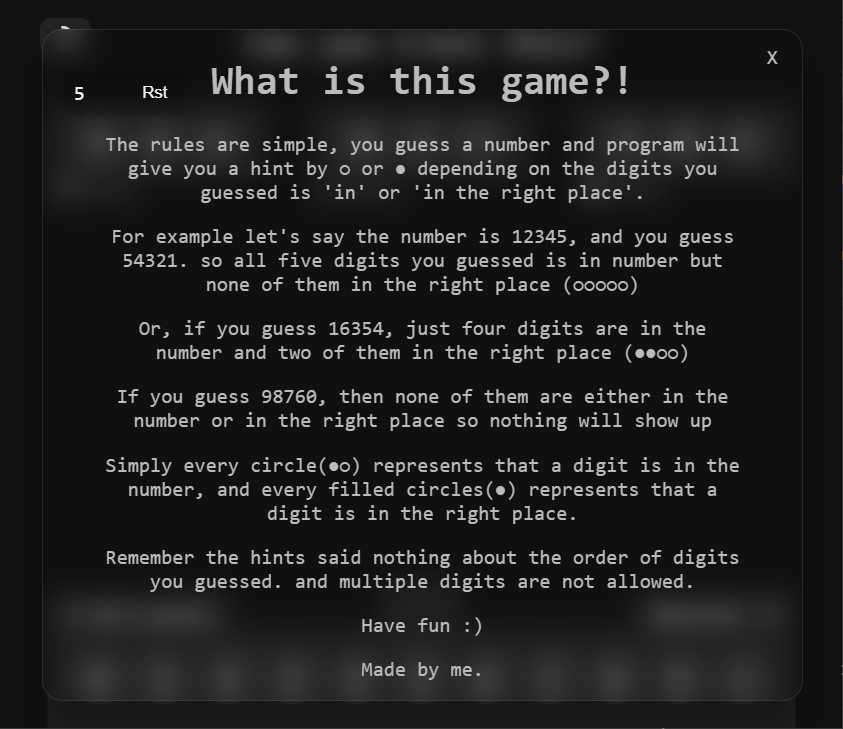 X
What is this game?!
5 Rst
The rules are simple, you guess a number and program will
give you a hint by ○ or ● depending on the digits you
guessed is 'in' or 'in the right place'.
For example let's say the number is 12345, and you guess
54321. so all five digits you guessed is in number but
none of them in the right place (○○○○○)
Or, if you guess 16354, just four digits are in the
number and two of them in the right place (●●○○)
If you guess 98760, then none of them are either in the
number or in the right place so nothing will show up
Simply every circle(●○) represents that a digit is in the
number, and every filled circles(●) represents that a
digit is in the right place.
Remember the hints said nothing about the order of digits
you guessed. and multiple digits are not allowed.
Have fun :)
Made by me.